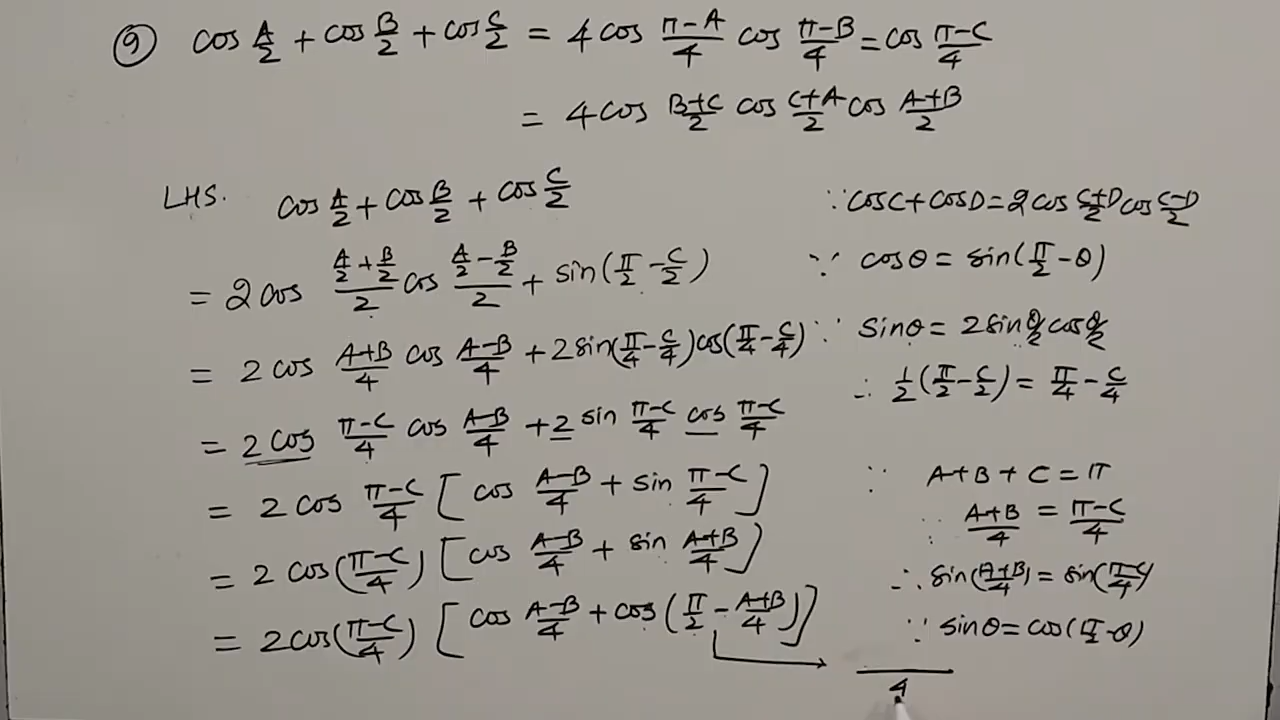 ⑨ cos A/2 + cos B/2 + cos C/2 = 4 cos (π-A)/4 cos (π-B)/4 = cos (π-C)/4
= 4 cos (B+C)/2 cos (C+A)/2 cos (A+B)/2
LHS. cos A/2 + cos B/2 + cos C/2
∵ cosC + cosD = 2 cos (C+D)/2 cos (C-D)/2
= 2 cos (A/2 + B/2)/2 cos (A/2 - B/2)/2 + sin(π/2 - C/2)
∵ cosθ = sin(π/2 - θ)
= 2 cos (A+B)/4 cos (A-B)/4 + 2 sin(π/4 - C/4) cos(π/4 - C/4)
∵ Sinθ = 2 sin θ/2 cos θ/2
∴ 1/2 (π/2 - C/2) = π/4 - C/4
= 2 cos (π-C)/4 cos (A-B)/4 + 2 sin (π-C)/4 cos (π-C)/4
= 2 cos (π-C)/4 [cos (A-B)/4 + sin (π-C)/4]
∵ A + B + C = π
∵ (A+B)/4 = (π-C)/4
= 2 cos((π-C)/4) [cos (A-B)/4 + sin (A+B)/4]
∴ sin((A+B)/4) = sin((π-C)/4)
= 2 cos((π-C)/4) [cos (A-B)/4 + cos(π/2 - (A+B)/4)]
∵ sinθ = cos(π/2 - θ)
4